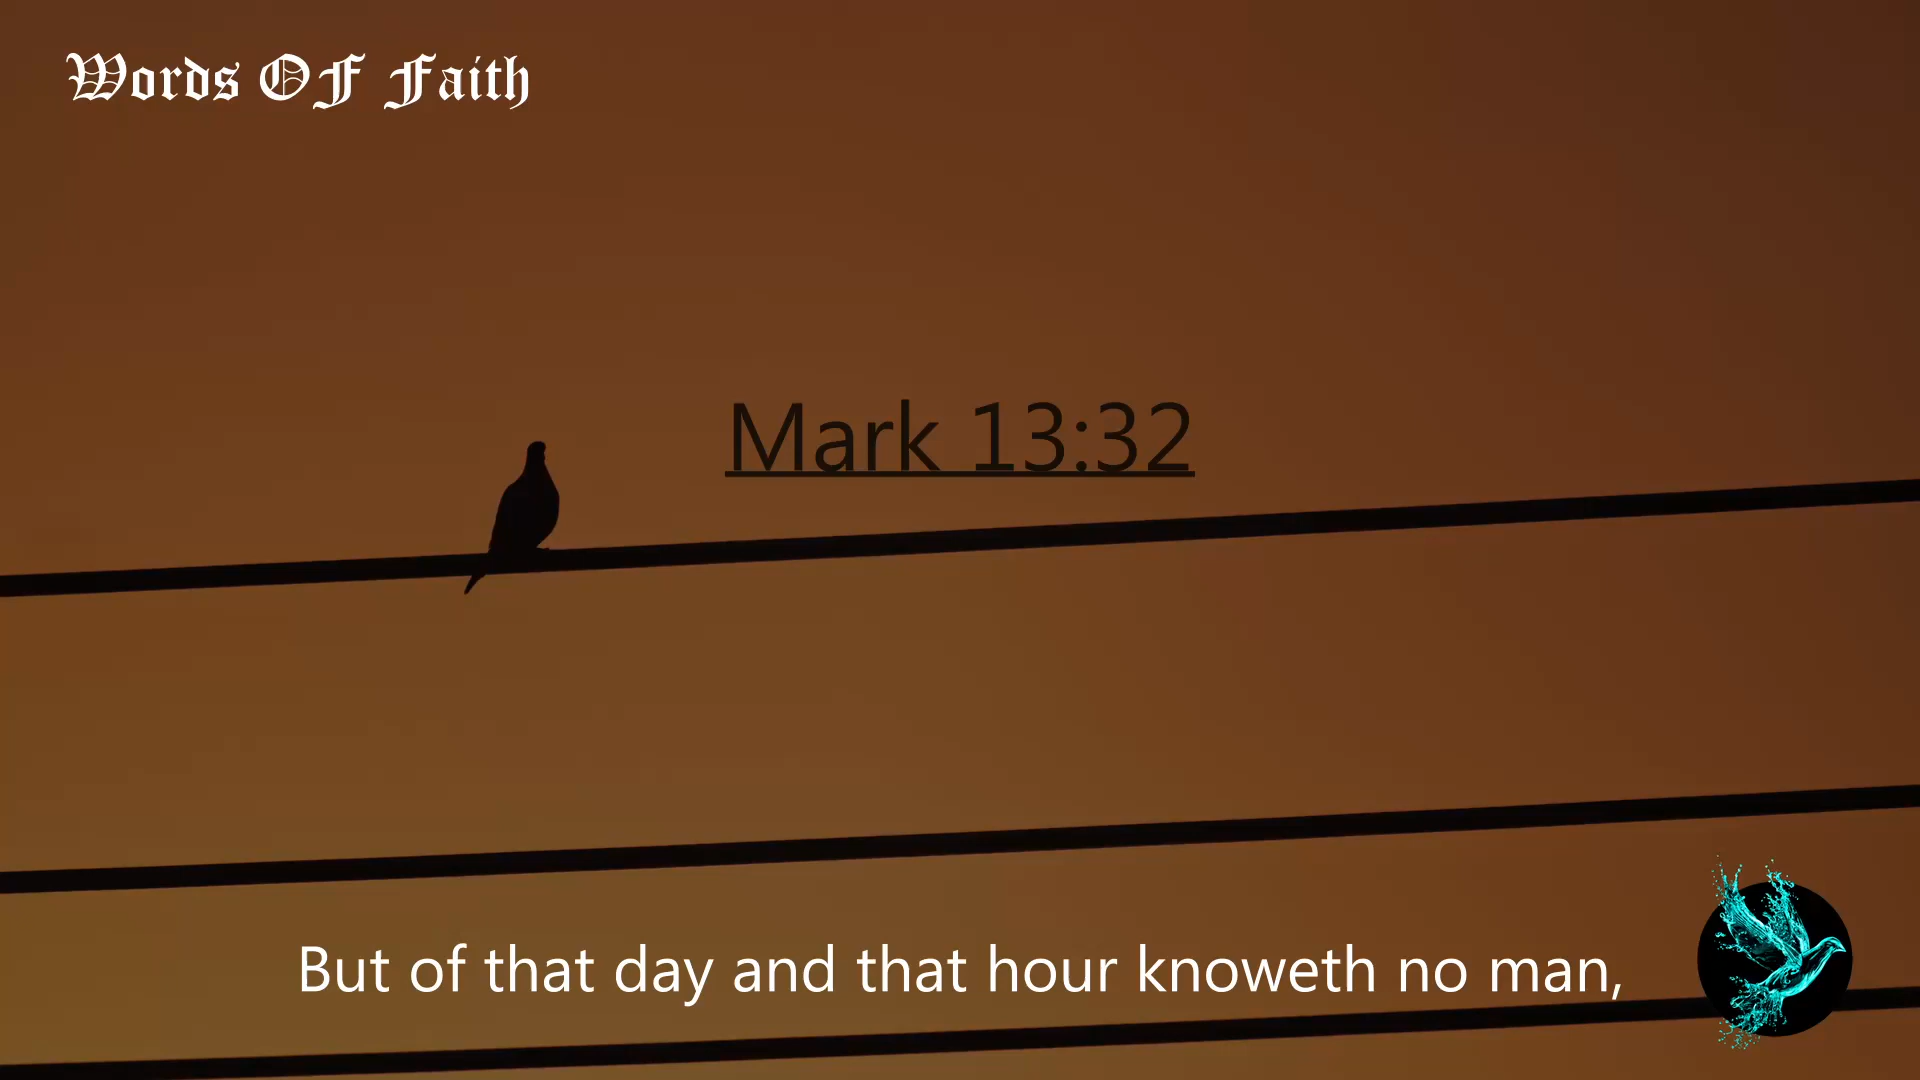 Words OF Faith
Mark 13:32
But of that day and that hour knoweth no man,